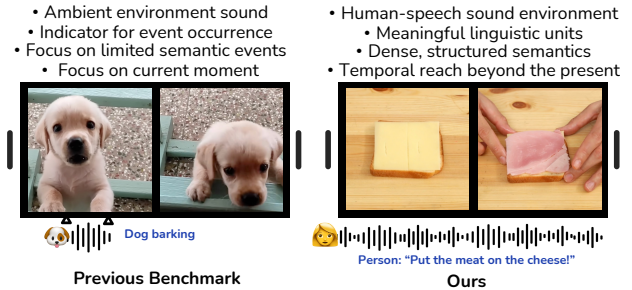 • Ambient environment sound
• Indicator for event occurrence
• Focus on limited semantic events
• Focus on current moment
Dog barking
Previous Benchmark
• Human-speech sound environment
• Meaningful linguistic units
• Dense, structured semantics
• Temporal reach beyond the present
Person: “Put the meat on the cheese!”
Ours